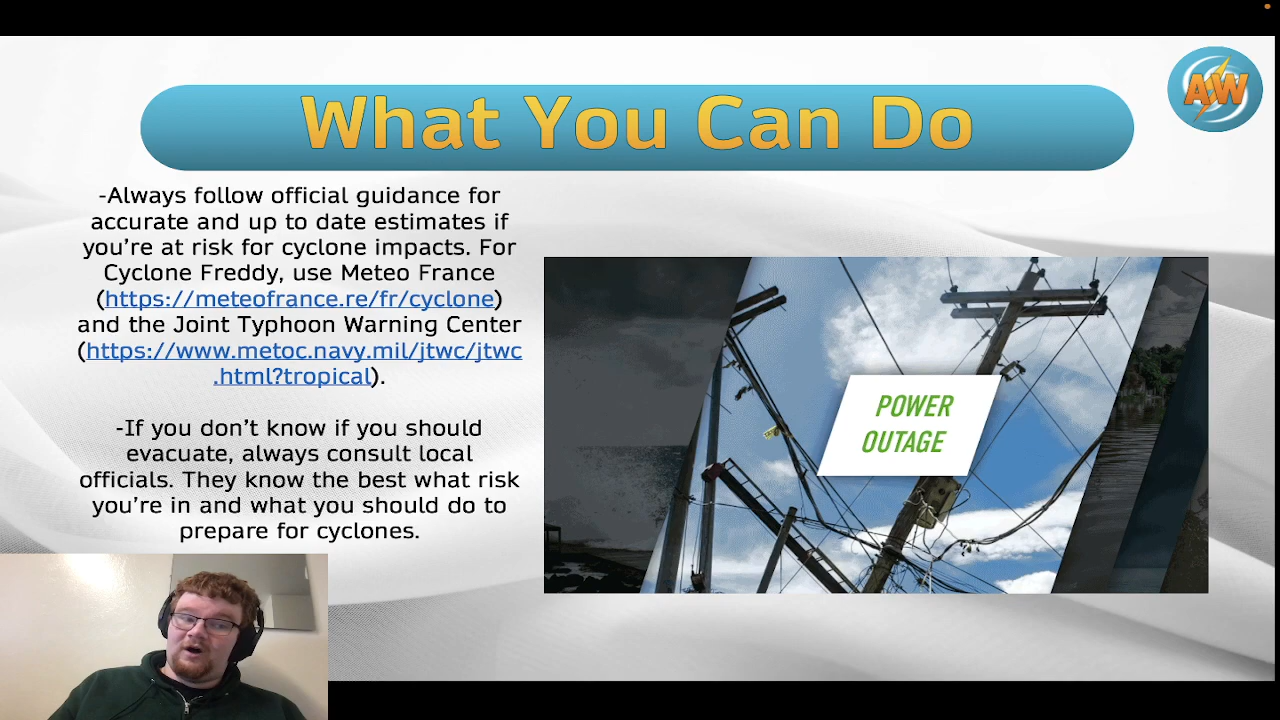 What You Can Do
AW
-Always follow official guidance for
accurate and up to date estimates if
you're at risk for cyclone impacts. For
Cyclone Freddy, use Meteo France
(https://meteofrance.re/fr/cyclone)
and the Joint Typhoon Warning Center
(https://www.metoc.navy.mil/jtwc/jtwc
.html?tropical).
-If you don't know if you should
evacuate, always consult local
officials. They know the best what risk
you're in and what you should do to
prepare for cyclones.
POWER
OUTAGE